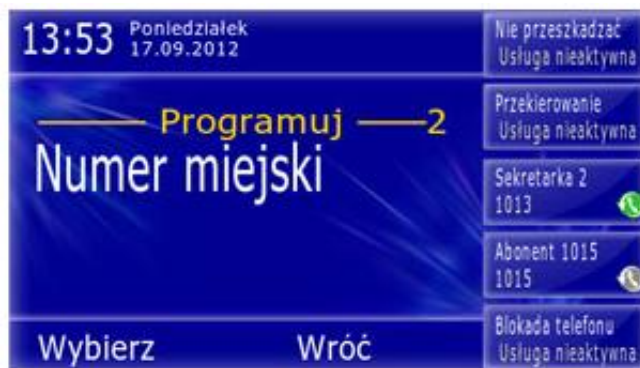 13:53 Poniedziałek
17.09.2012
Programuj 2
Numer miejski
Wybierz Wróć
Nie przeszkadzać
Usługa nieaktywna
Przekierowanie
Usługa nieaktywna
Sekretarka 2
1013
Abonent 1015
1015
Blokada telefonu
Usługa nieaktywna